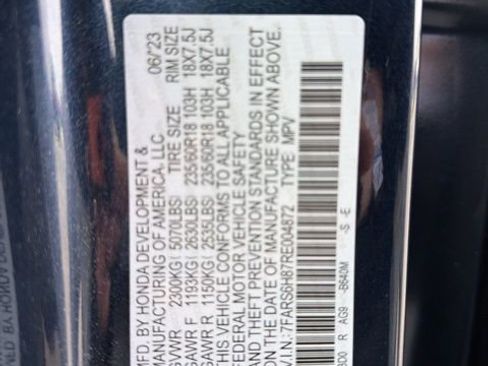 MFD. BY HONDA DEVELOPMENT & 06/23
MANUFACTURING OF AMERICA, LLC
GVWR 2300KG( 5070LBS) TIRE SIZE RIM SIZE
GAWR F 1193KG( 2630LBS) 235/60R18 103H 18X7.5J
GAWR R 1150KG( 2535LBS) 235/60R18 103H 18X7.5J
THIS VEHICLE CONFORMS TO ALL APPLICABLE
FEDERAL MOTOR VEHICLE SAFETY
AND THEFT PREVENTION STANDARDS IN EFFECT
ON THE DATE OF MANUFACTURE SHOWN ABOVE.
V.I.N.:7FARS6H87RE004872 TYPE: MPV
R AG9 -B640M -S -E